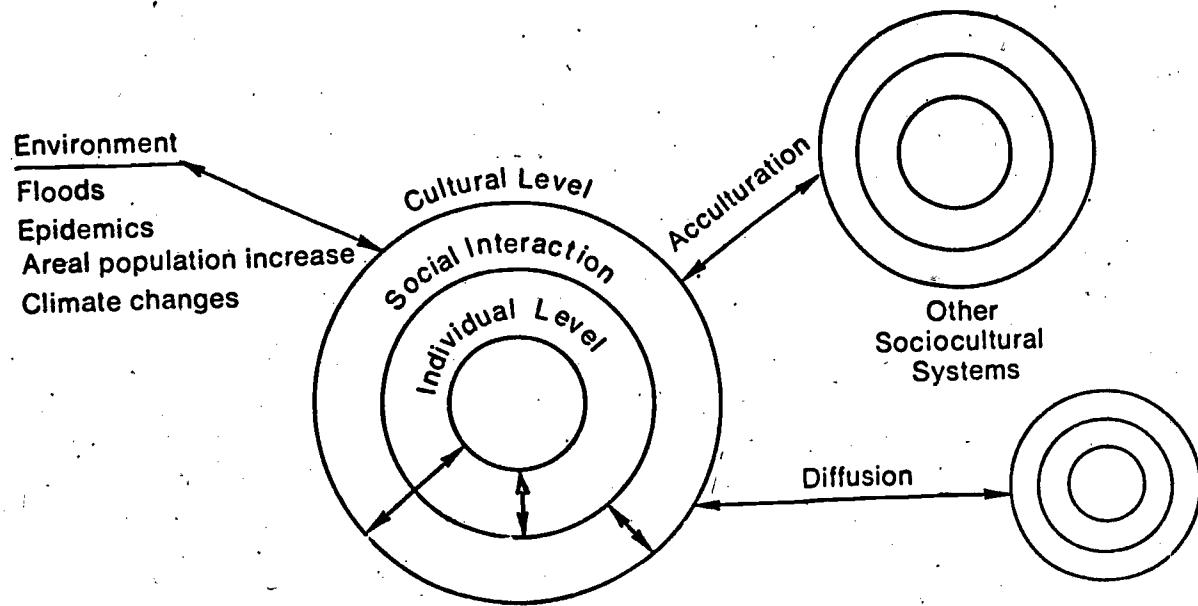 Environment
Floods
Epidemics
Areal population increase
Climate changes
Cultural Level
Social Interaction
Individual Level
Acculturation
Other
Sociocultural
Systems
Diffusion